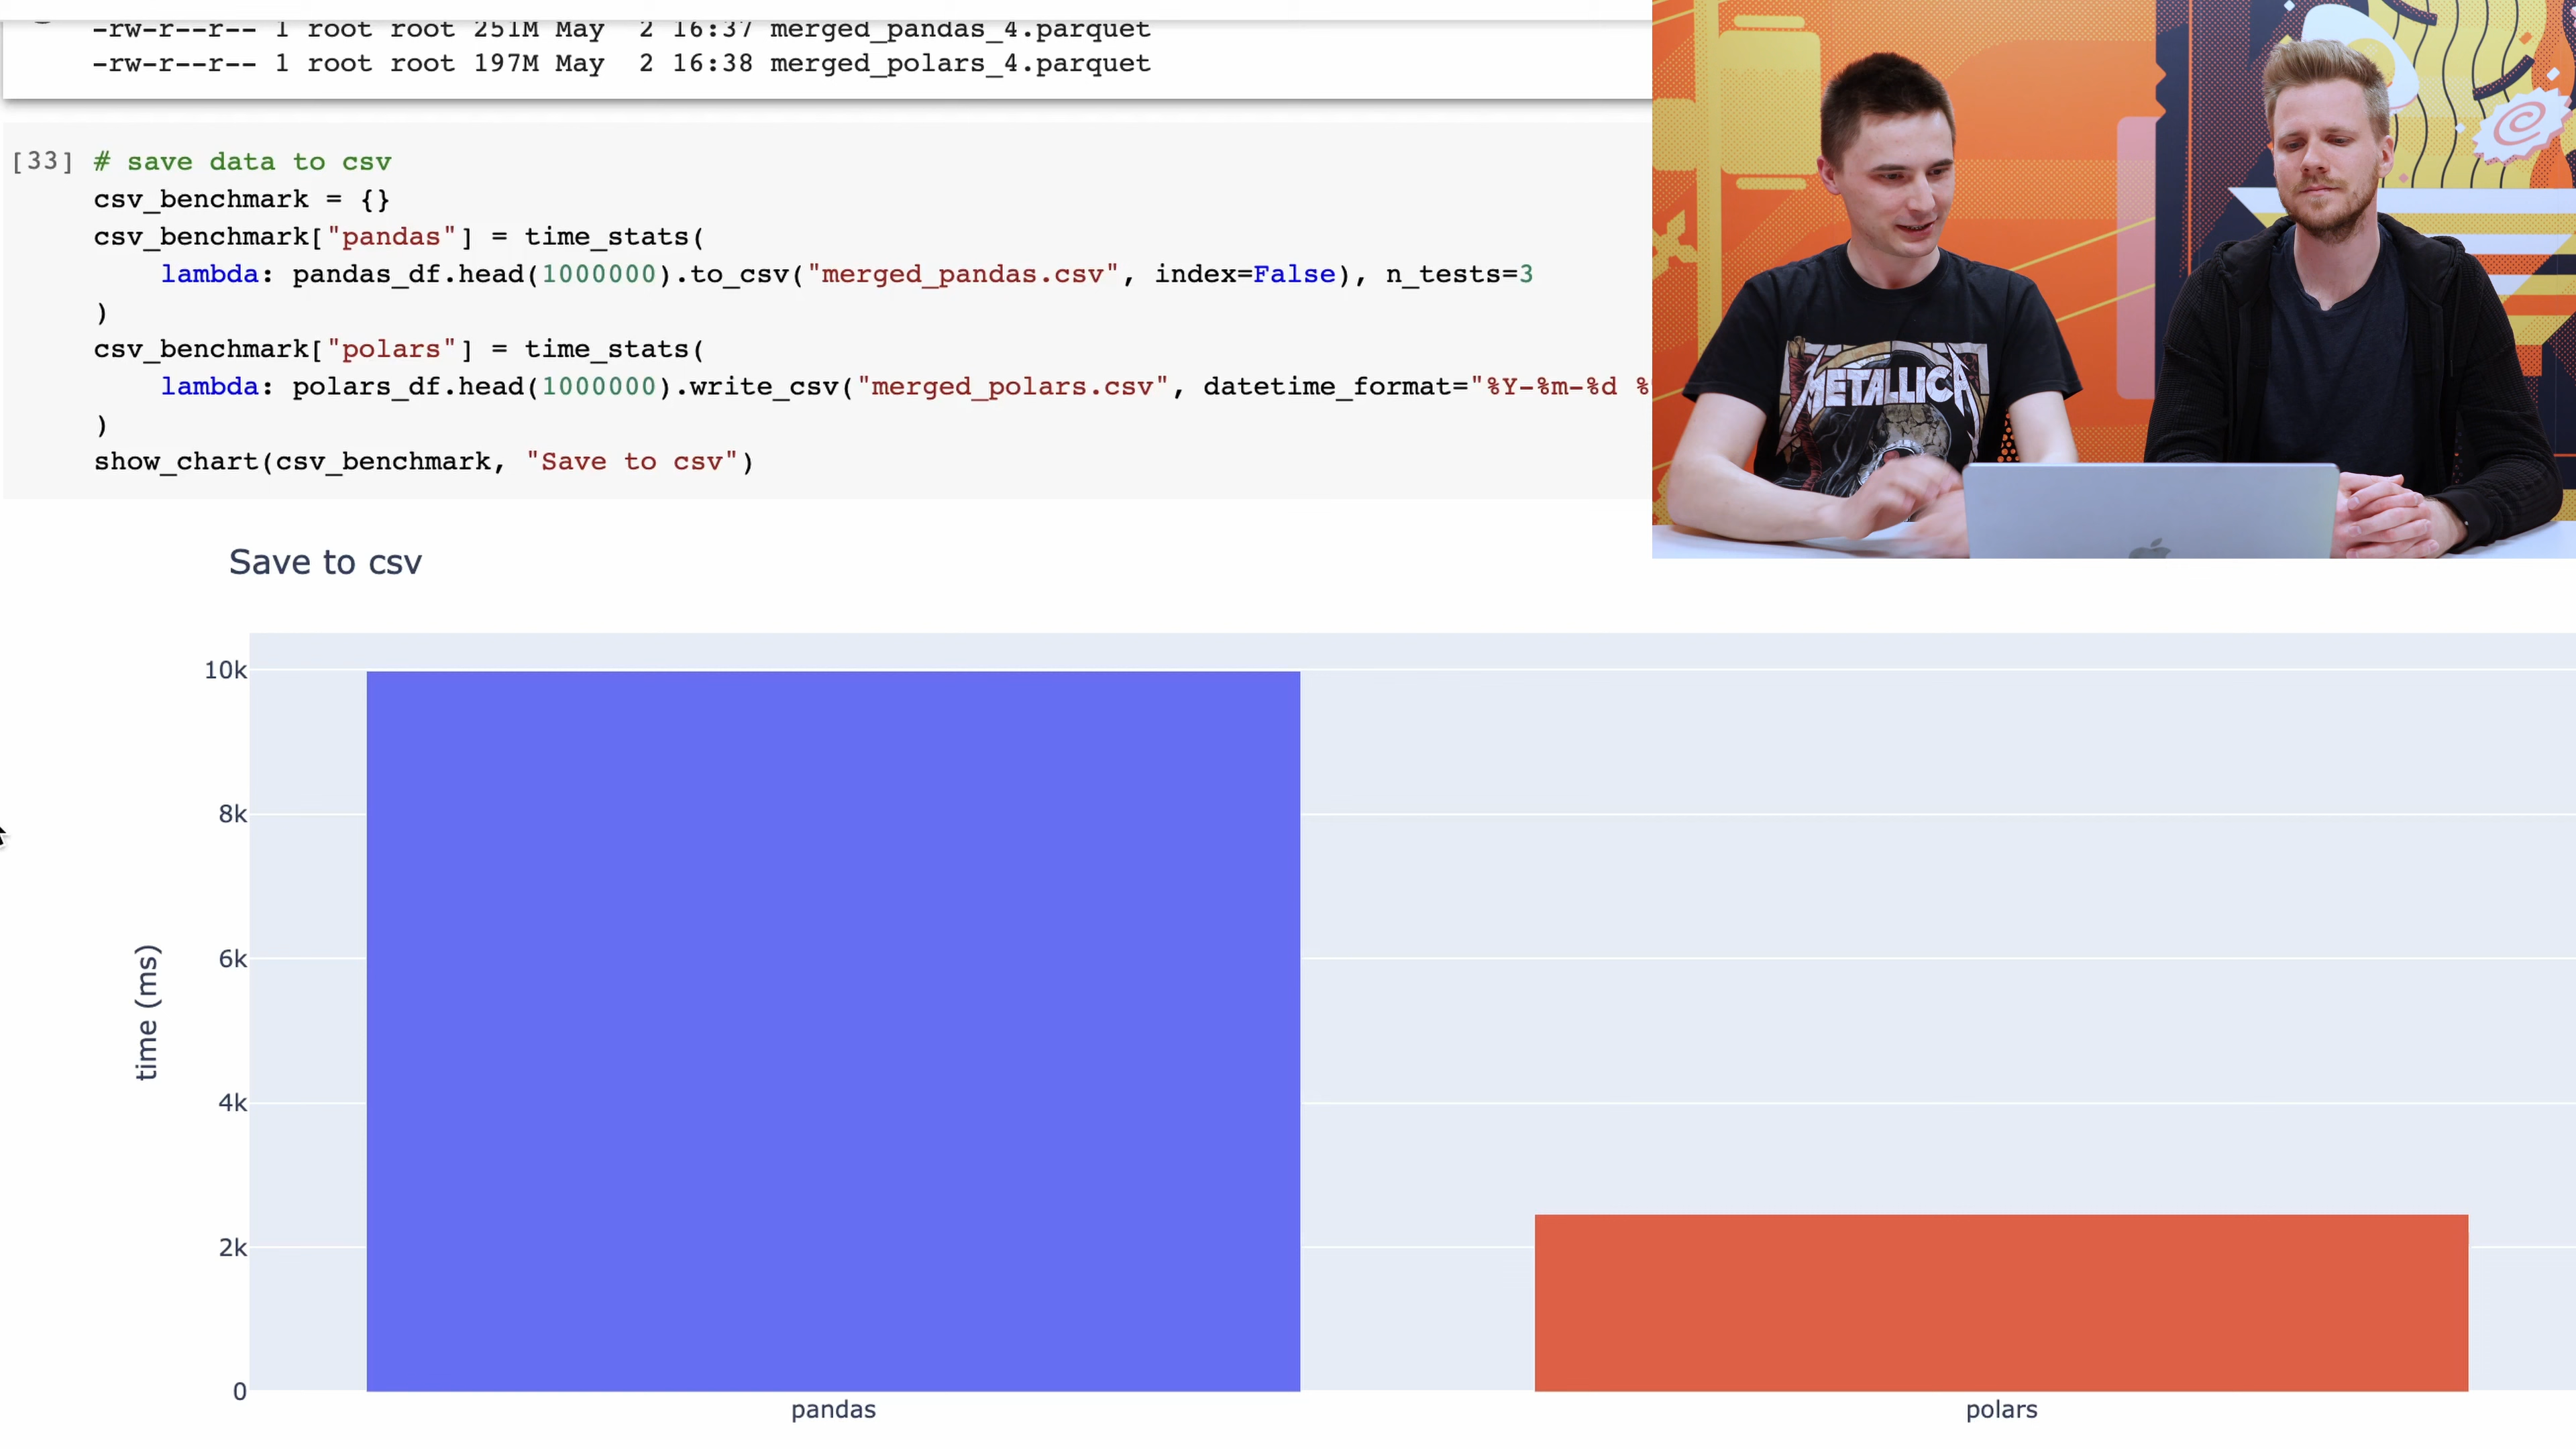 -rw-r--r-- 1 root root 251M May  2 16:37 merged_pandas_4.parquet
-rw-r--r-- 1 root root 197M May  2 16:38 merged_polars_4.parquet
[33] # save data to csv
csv_benchmark = {}
csv_benchmark["pandas"] = time_stats(
    lambda: pandas_df.head(1000000).to_csv("merged_pandas.csv", index=False), n_tests=3
)
csv_benchmark["polars"] = time_stats(
    lambda: polars_df.head(1000000).write_csv("merged_polars.csv", datetime_format="%Y-%m-%d %
)
show_chart(csv_benchmark, "Save to csv")
METALLICA
Save to csv
10k
8k
6k
4k
2k
0
time (ms)
pandas
polars